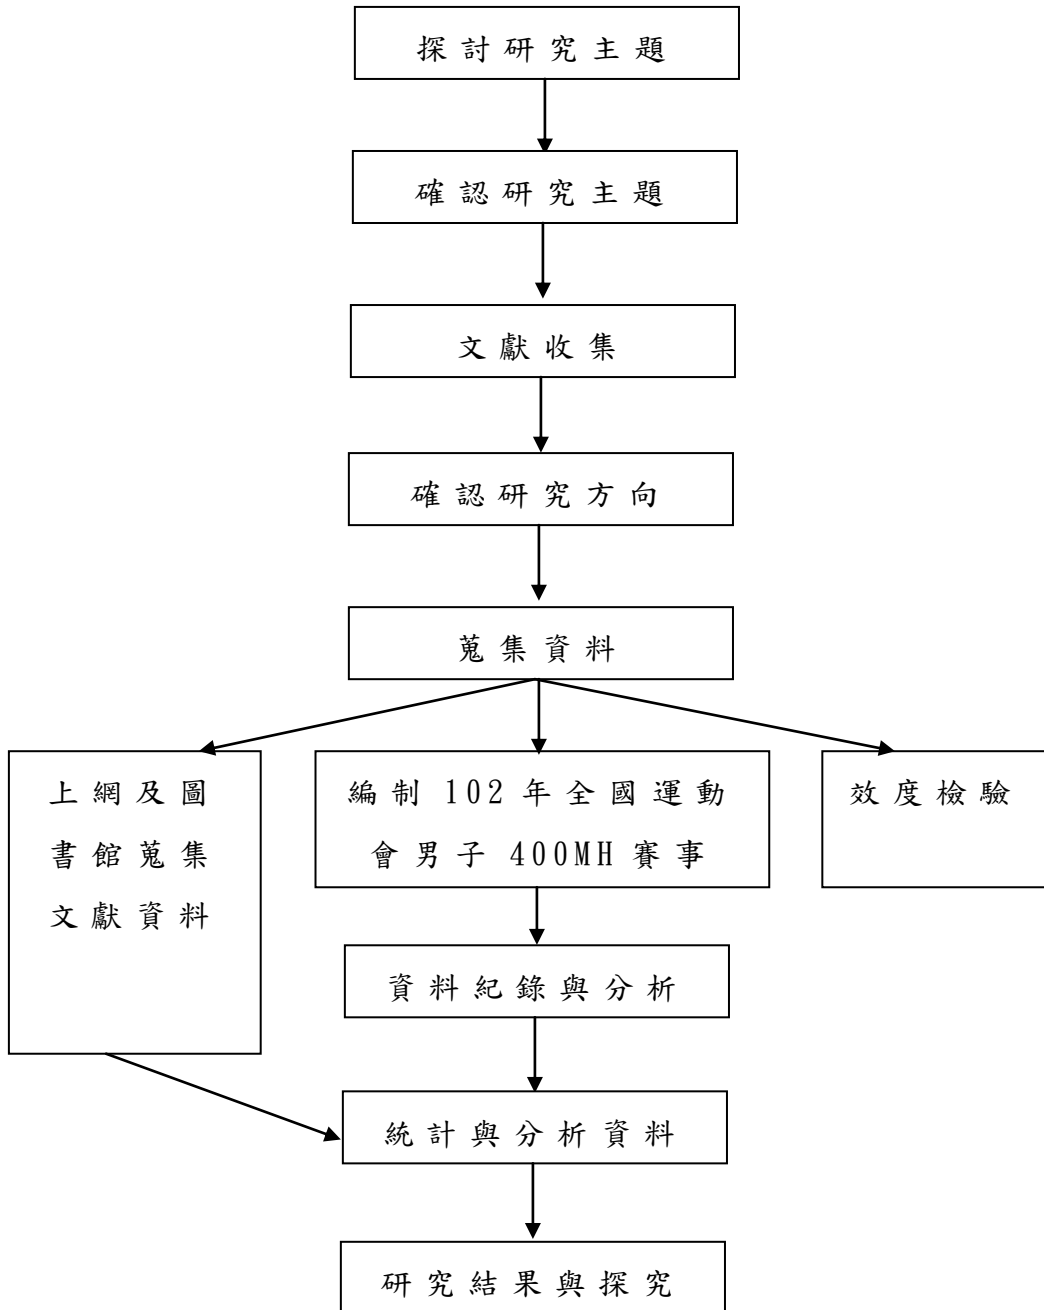 探討研究主題
確認研究主題
文獻收集
確認研究方向
蒐集資料
上網及圖
書館蒐集
文獻資料
編制 102 年全國運動
會男子 400MH 賽事
效度檢驗
資料紀錄與分析
統計與分析資料
研究結果與探究